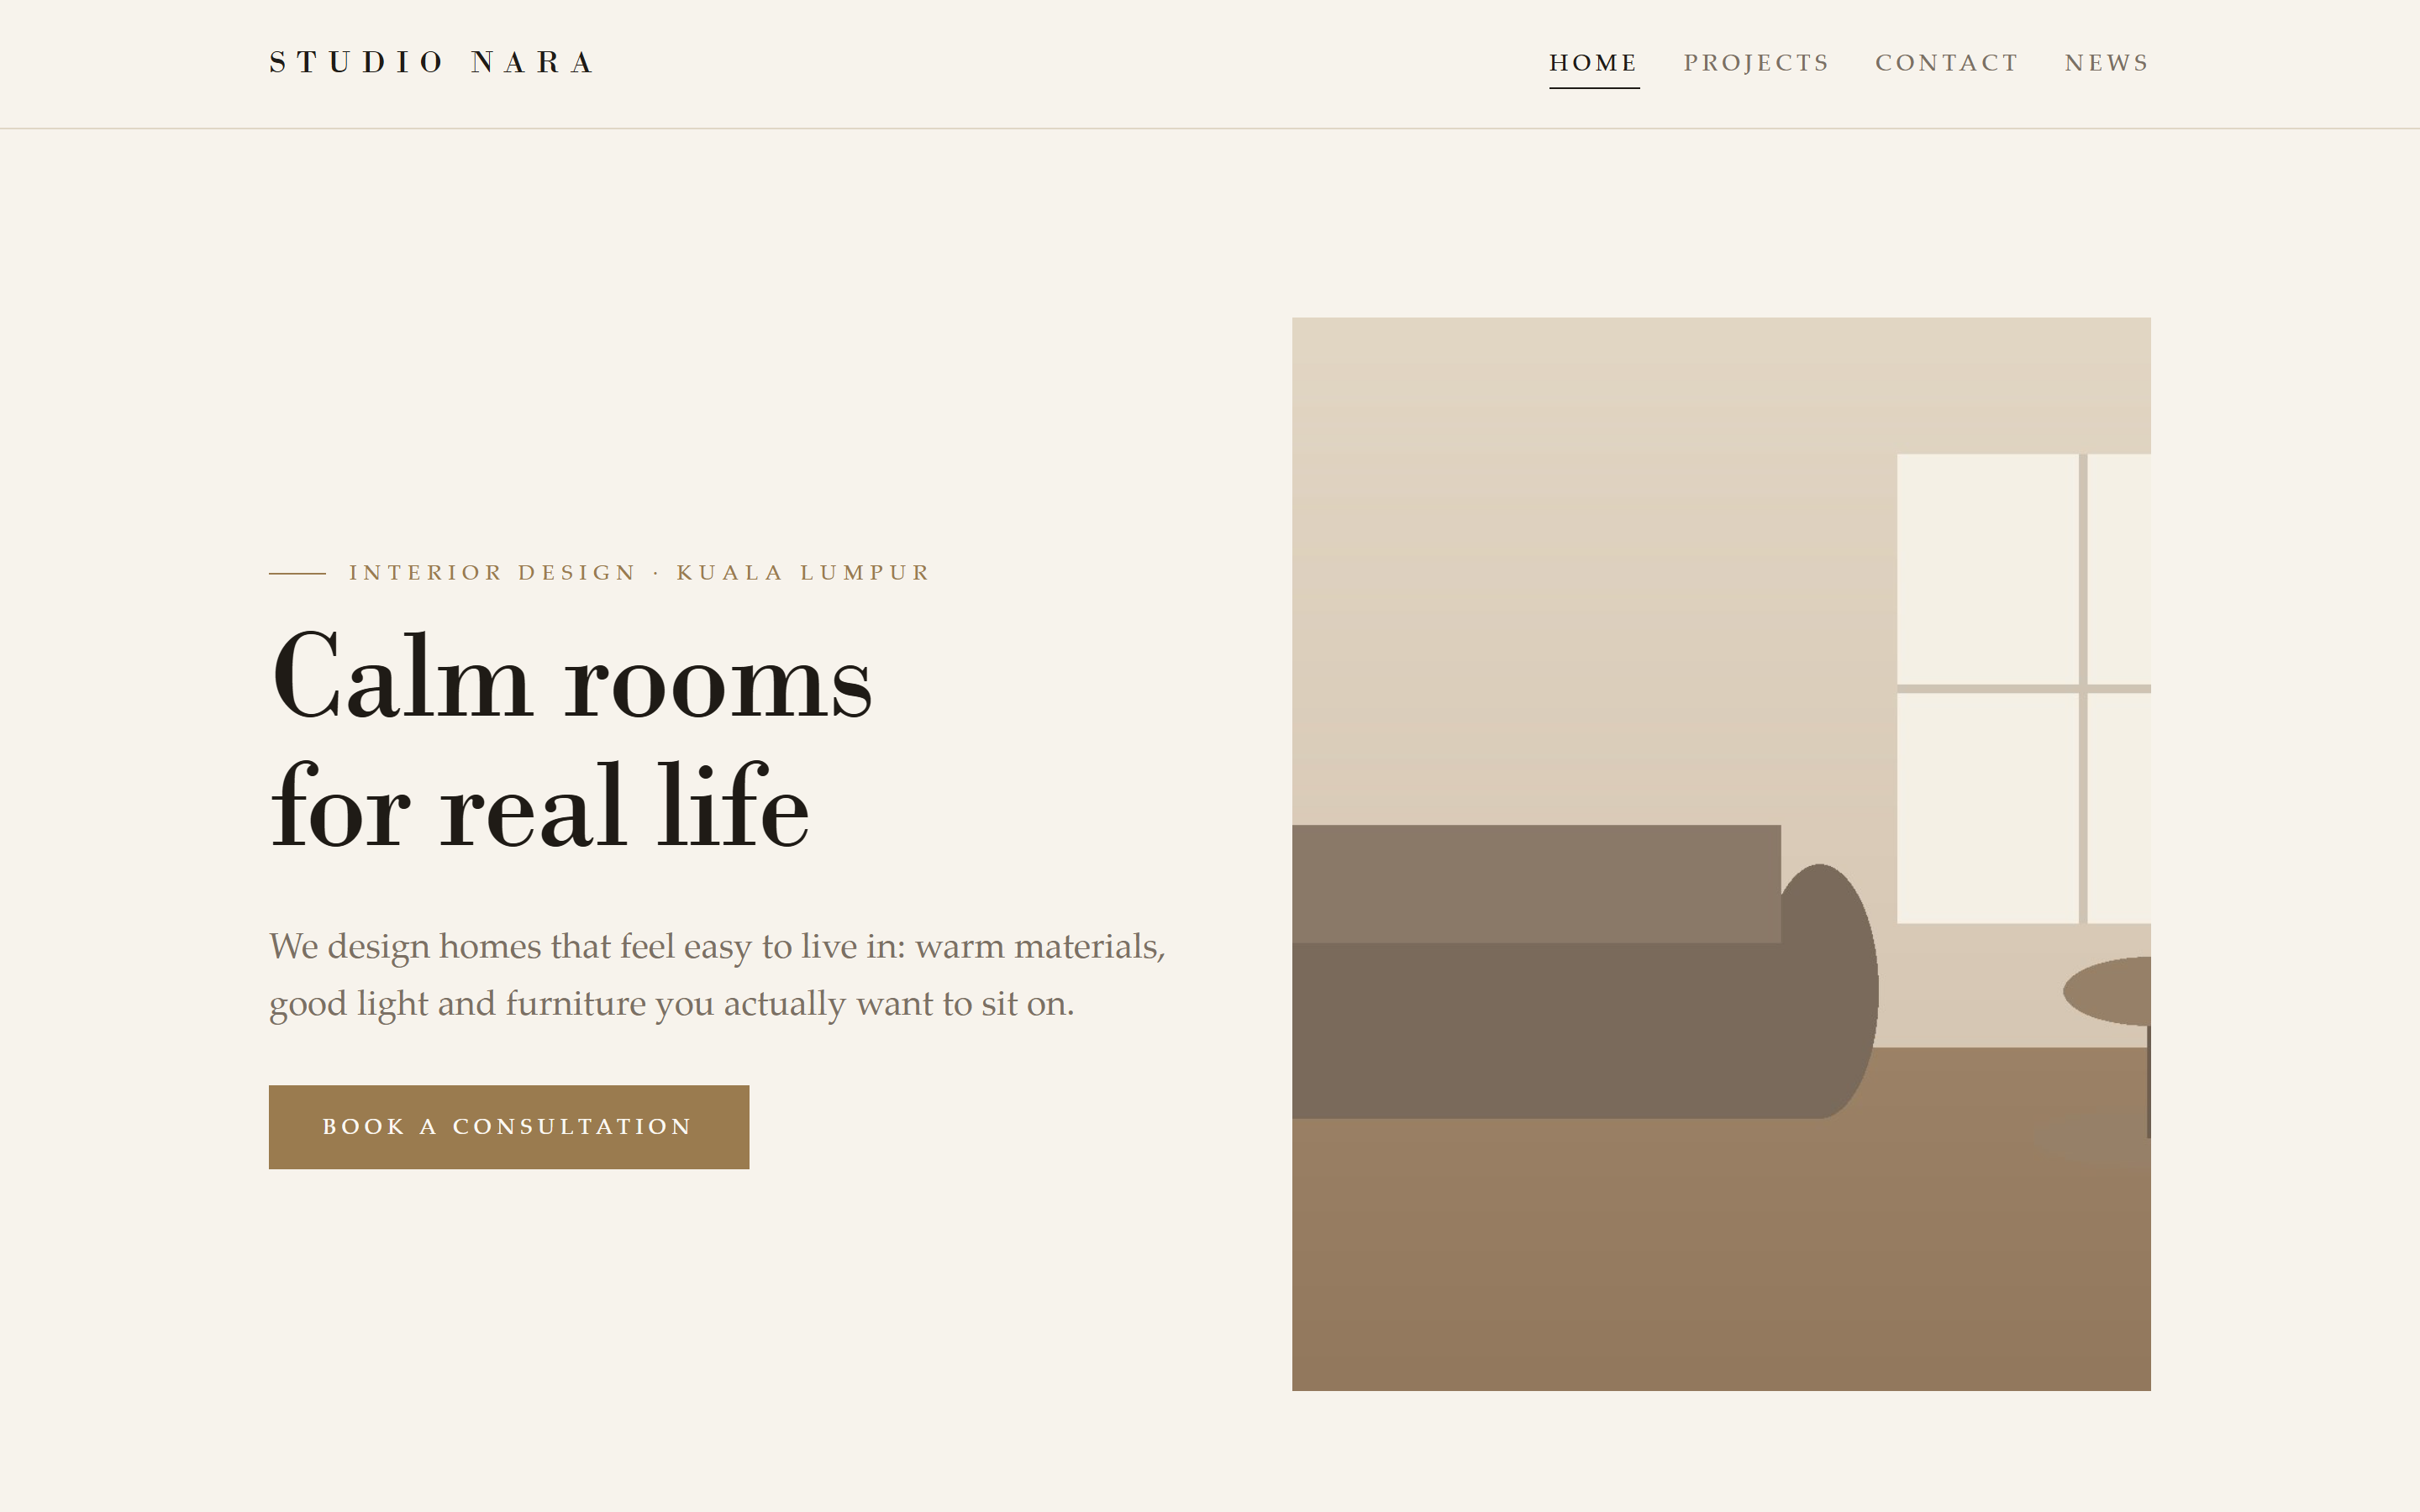 STUDIO NARA
HOME PROJECTS CONTACT NEWS
INTERIOR DESIGN · KUALA LUMPUR
Calm rooms
for real life
We design homes that feel easy to live in: warm materials,
good light and furniture you actually want to sit on.
BOOK A CONSULTATION